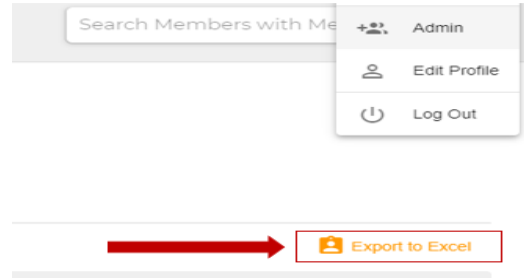 Search Members with Me
Admin
Edit Profile
Log Out
Export to Excel